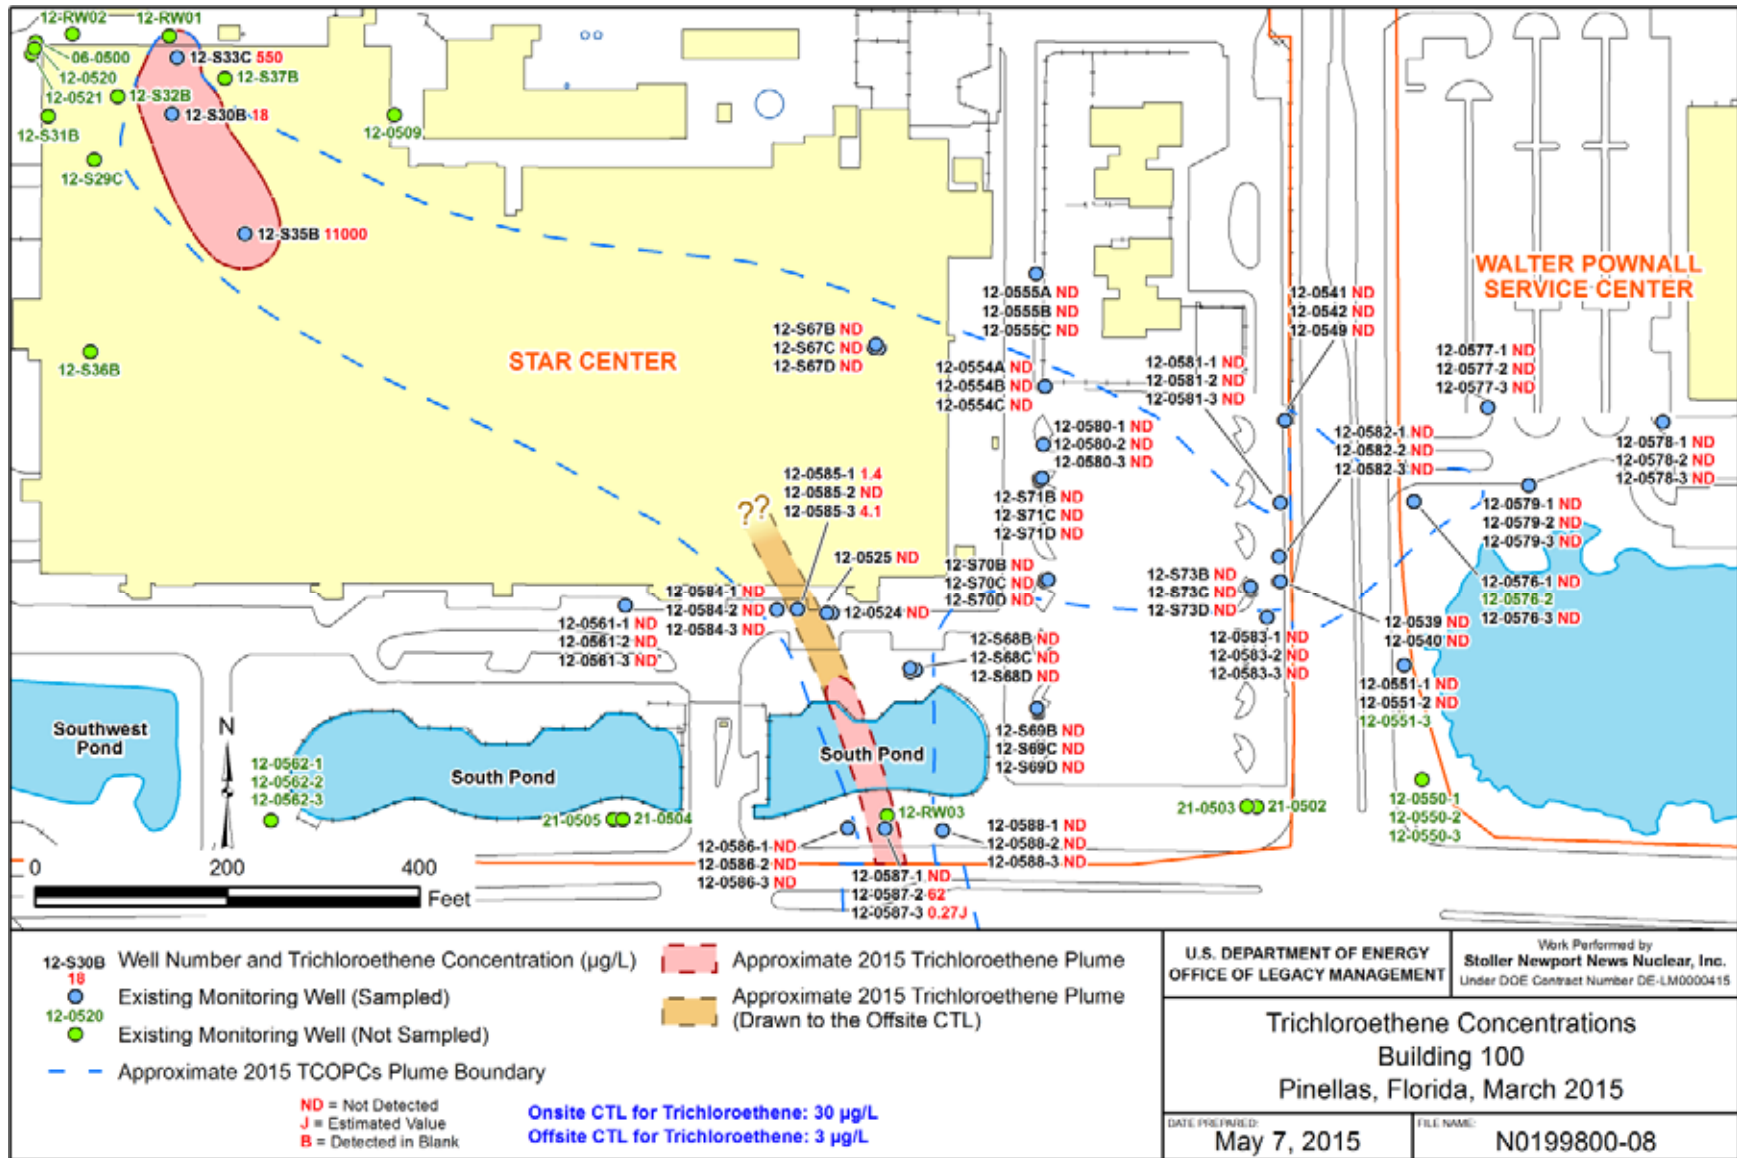 12-RW02
12-RW01
06-0500
12-0520
12-0521
12-S33C 550
12-S37B
12-S32B
12-S30B 18
12-S31B
12-0509
12-S29C
12-S35B 11000
12-S36B
STAR CENTER
WALTER POWNALL
SERVICE CENTER
12-S67B ND
12-S67C ND
12-S67D ND
12-0555A ND
12-0555B ND
12-0555C ND
12-0554A ND
12-0554B ND
12-0554C ND
12-0541 ND
12-0542 ND
12-0549 ND
12-0581-1 ND
12-0581-2 ND
12-0581-3 ND
12-0577-1 ND
12-0577-2 ND
12-0577-3 ND
12-0580-1 ND
12-0580-2 ND
12-0580-3 ND
12-0582-1 ND
12-0582-2 ND
12-0582-3 ND
12-0578-1 ND
12-0578-2 ND
12-0578-3 ND
12-0585-1 1.4
12-0585-2 ND
12-0585-3 4.1
??
12-S71B ND
12-S71C ND
12-S71D ND
12-0579-1 ND
12-0579-2 ND
12-0579-3 ND
12-0525 ND
12-0524 ND
12-S70B ND
12-S70C ND
12-S70D ND
12-S73B ND
12-S73C ND
12-S73D ND
12-0576-1 ND
12-0576-2
12-0576-3 ND
12-0584-1 ND
12-0584-2 ND
12-0584-3 ND
12-0561-1 ND
12-0561-2 ND
12-0561-3 ND
12-0539 ND
12-0540 ND
12-0583-1 ND
12-0583-2 ND
12-0583-3 ND
12-S68B ND
12-S68C ND
12-S68D ND
12-0551-1 ND
12-0551-2 ND
12-0551-3
12-S69B ND
12-S69C ND
12-S69D ND
Southwest
Pond
N
South Pond
South Pond
12-0562-1
12-0562-2
12-0562-3
21-0505
21-0504
12-RW03
21-0503
21-0502
12-0550-1
12-0550-2
12-0550-3
12-0586-1 ND
12-0586-2 ND
12-0586-3 ND
12-0588-1 ND
12-0588-2 ND
12-0588-3 ND
12-0587-1 ND
12-0587-2 62
12-0587-3 0.27J
0 200 400
Feet
12-S30B
18
Well Number and Trichloroethene Concentration (µg/L)
Existing Monitoring Well (Sampled)
12-0520
Existing Monitoring Well (Not Sampled)
Approximate 2015 TCOPCs Plume Boundary
Approximate 2015 Trichloroethene Plume
Approximate 2015 Trichloroethene Plume
(Drawn to the Offsite CTL)
ND = Not Detected
J = Estimated Value
B = Detected in Blank
Onsite CTL for Trichloroethene: 30 µg/L
Offsite CTL for Trichloroethene: 3 µg/L
U.S. DEPARTMENT OF ENERGY
OFFICE OF LEGACY MANAGEMENT
Work Performed by
Stoller Newport News Nuclear, Inc.
Under DOE Contract Number DE-LM0000415
Trichloroethene Concentrations
Building 100
Pinellas, Florida, March 2015
DATE PREPARED:
May 7, 2015
FILE NAME:
N0199800-08